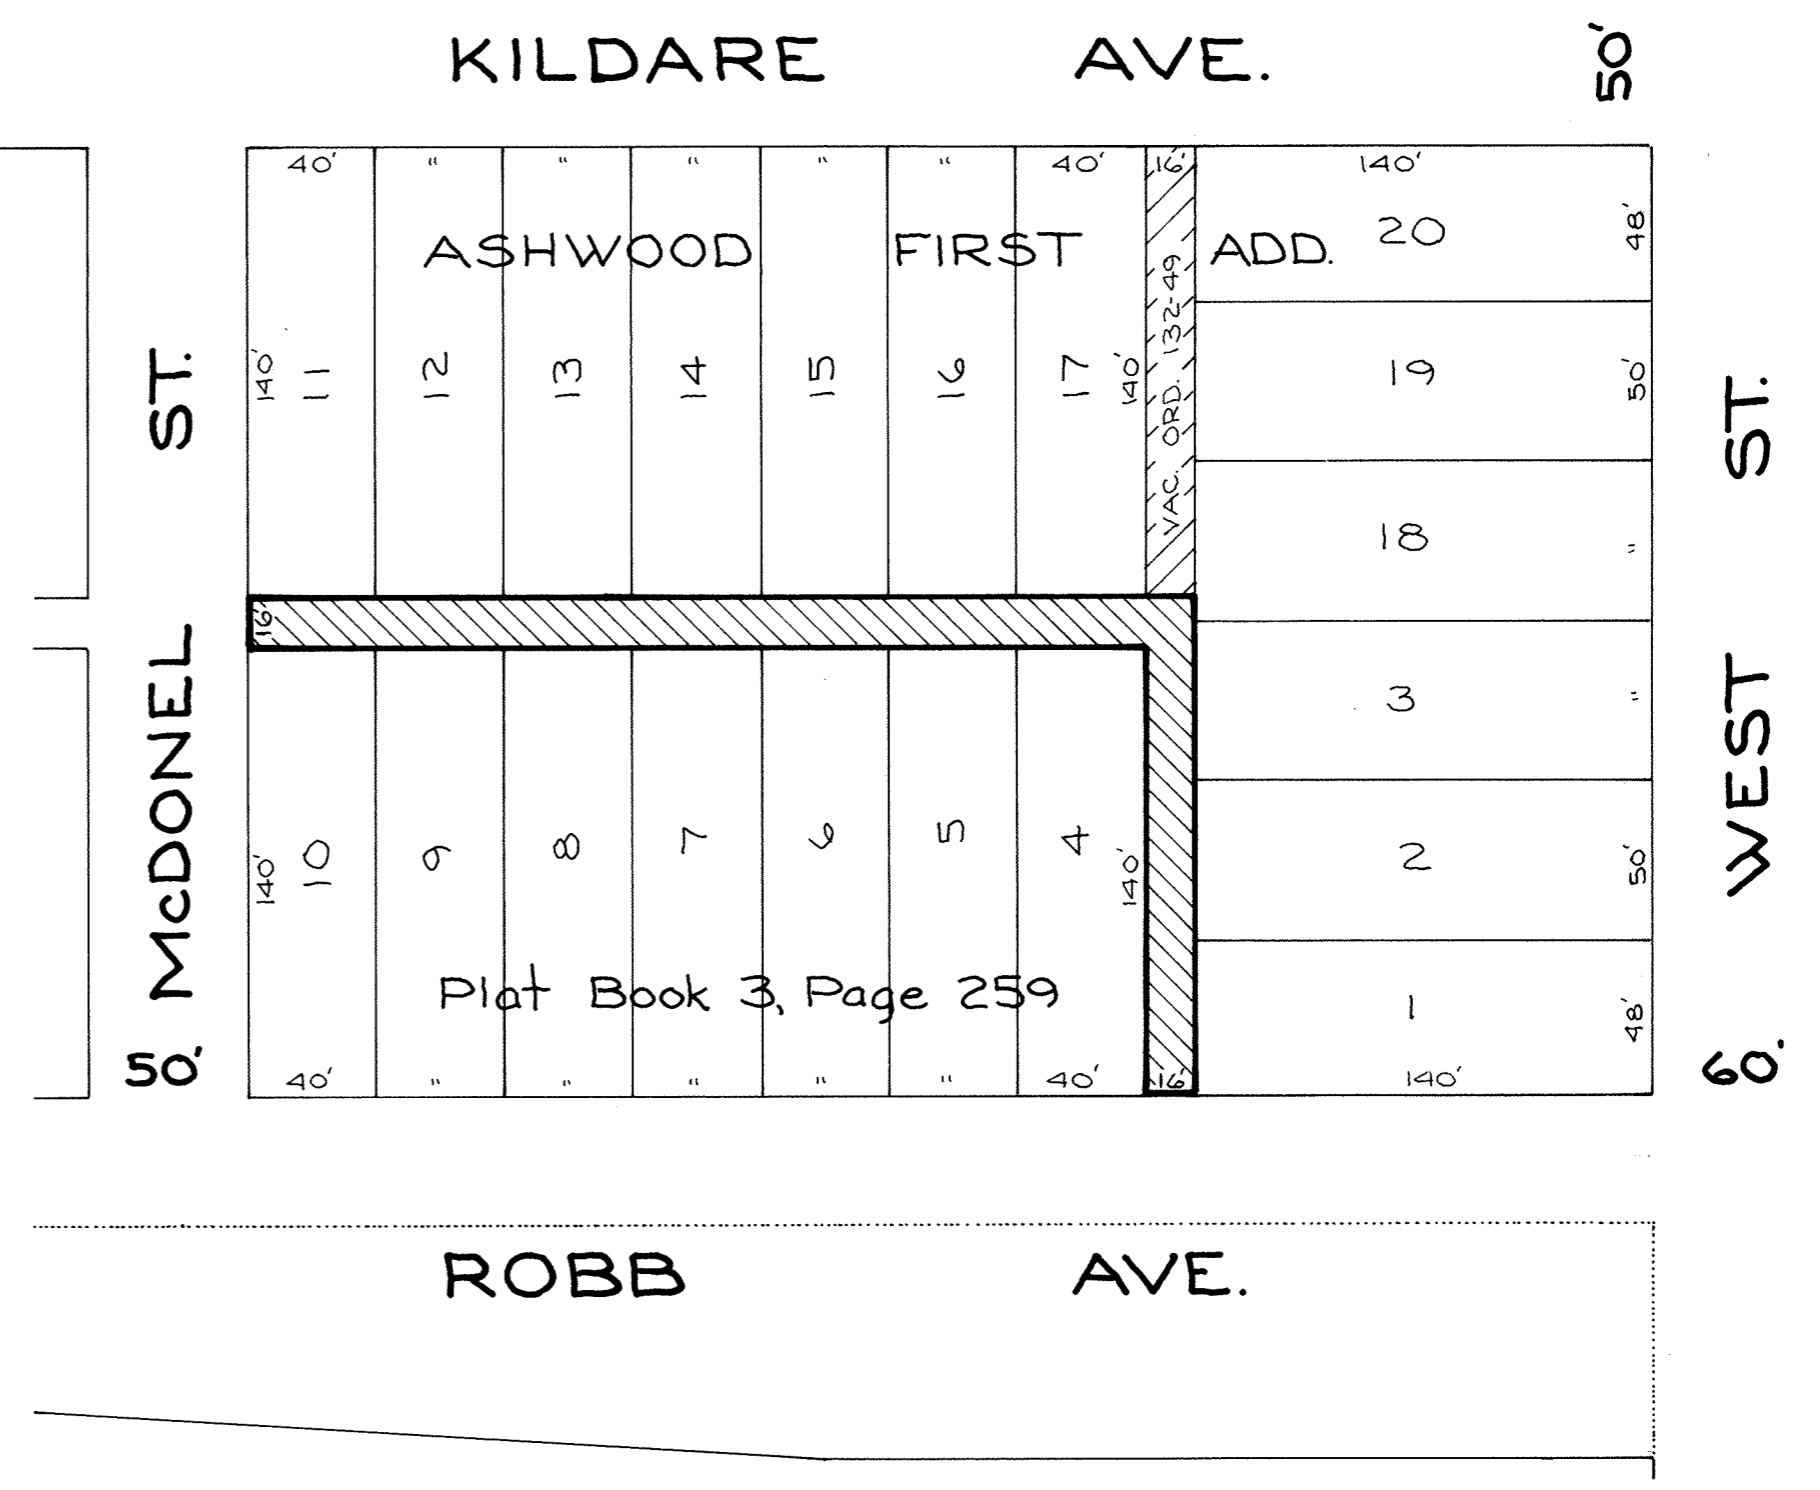 KILDARE AVE. 50'
40' " " " " " 40' 16' 140'
ASHWOOD FIRST ADD. 20 48'
ST.
140' 11 12 13 14 15 16 17 140'
VAC. ORD. 132-49
19 50'
ST.
18 "
16'
McDONEL
3 "
WEST
140' 10 9 8 7 6 5 4 140'
2 50'
Plat Book 3, Page 259
1 48'
50'
40' " " " " " 40' 16' 140'
60'
ROBB AVE.